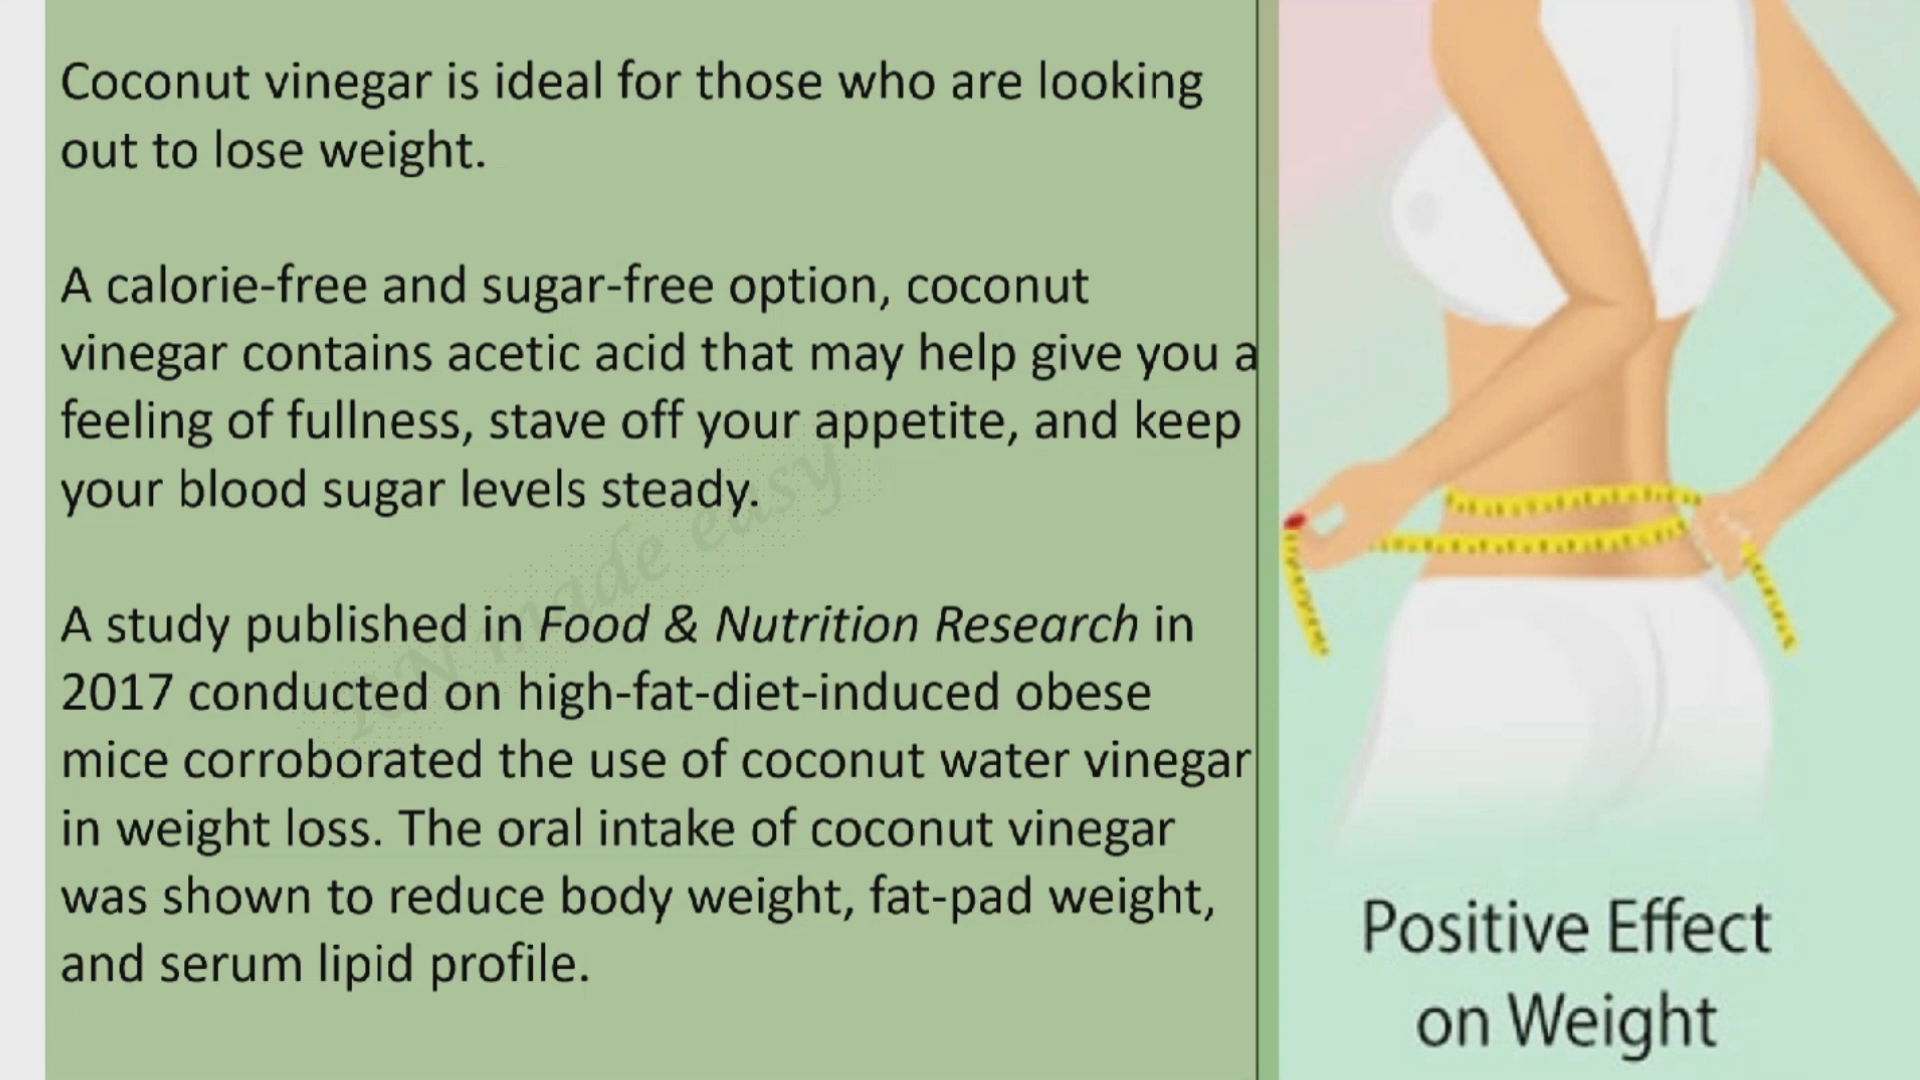 Coconut vinegar is ideal for those who are looking
out to lose weight.
A calorie-free and sugar-free option, coconut
vinegar contains acetic acid that may help give you a
feeling of fullness, stave off your appetite, and keep
your blood sugar levels steady.
A study published in Food & Nutrition Research in
2017 conducted on high-fat-diet-induced obese
mice corroborated the use of coconut water vinegar
in weight loss. The oral intake of coconut vinegar
was shown to reduce body weight, fat-pad weight,
and serum lipid profile.
made easy
Positive Effect
on Weight